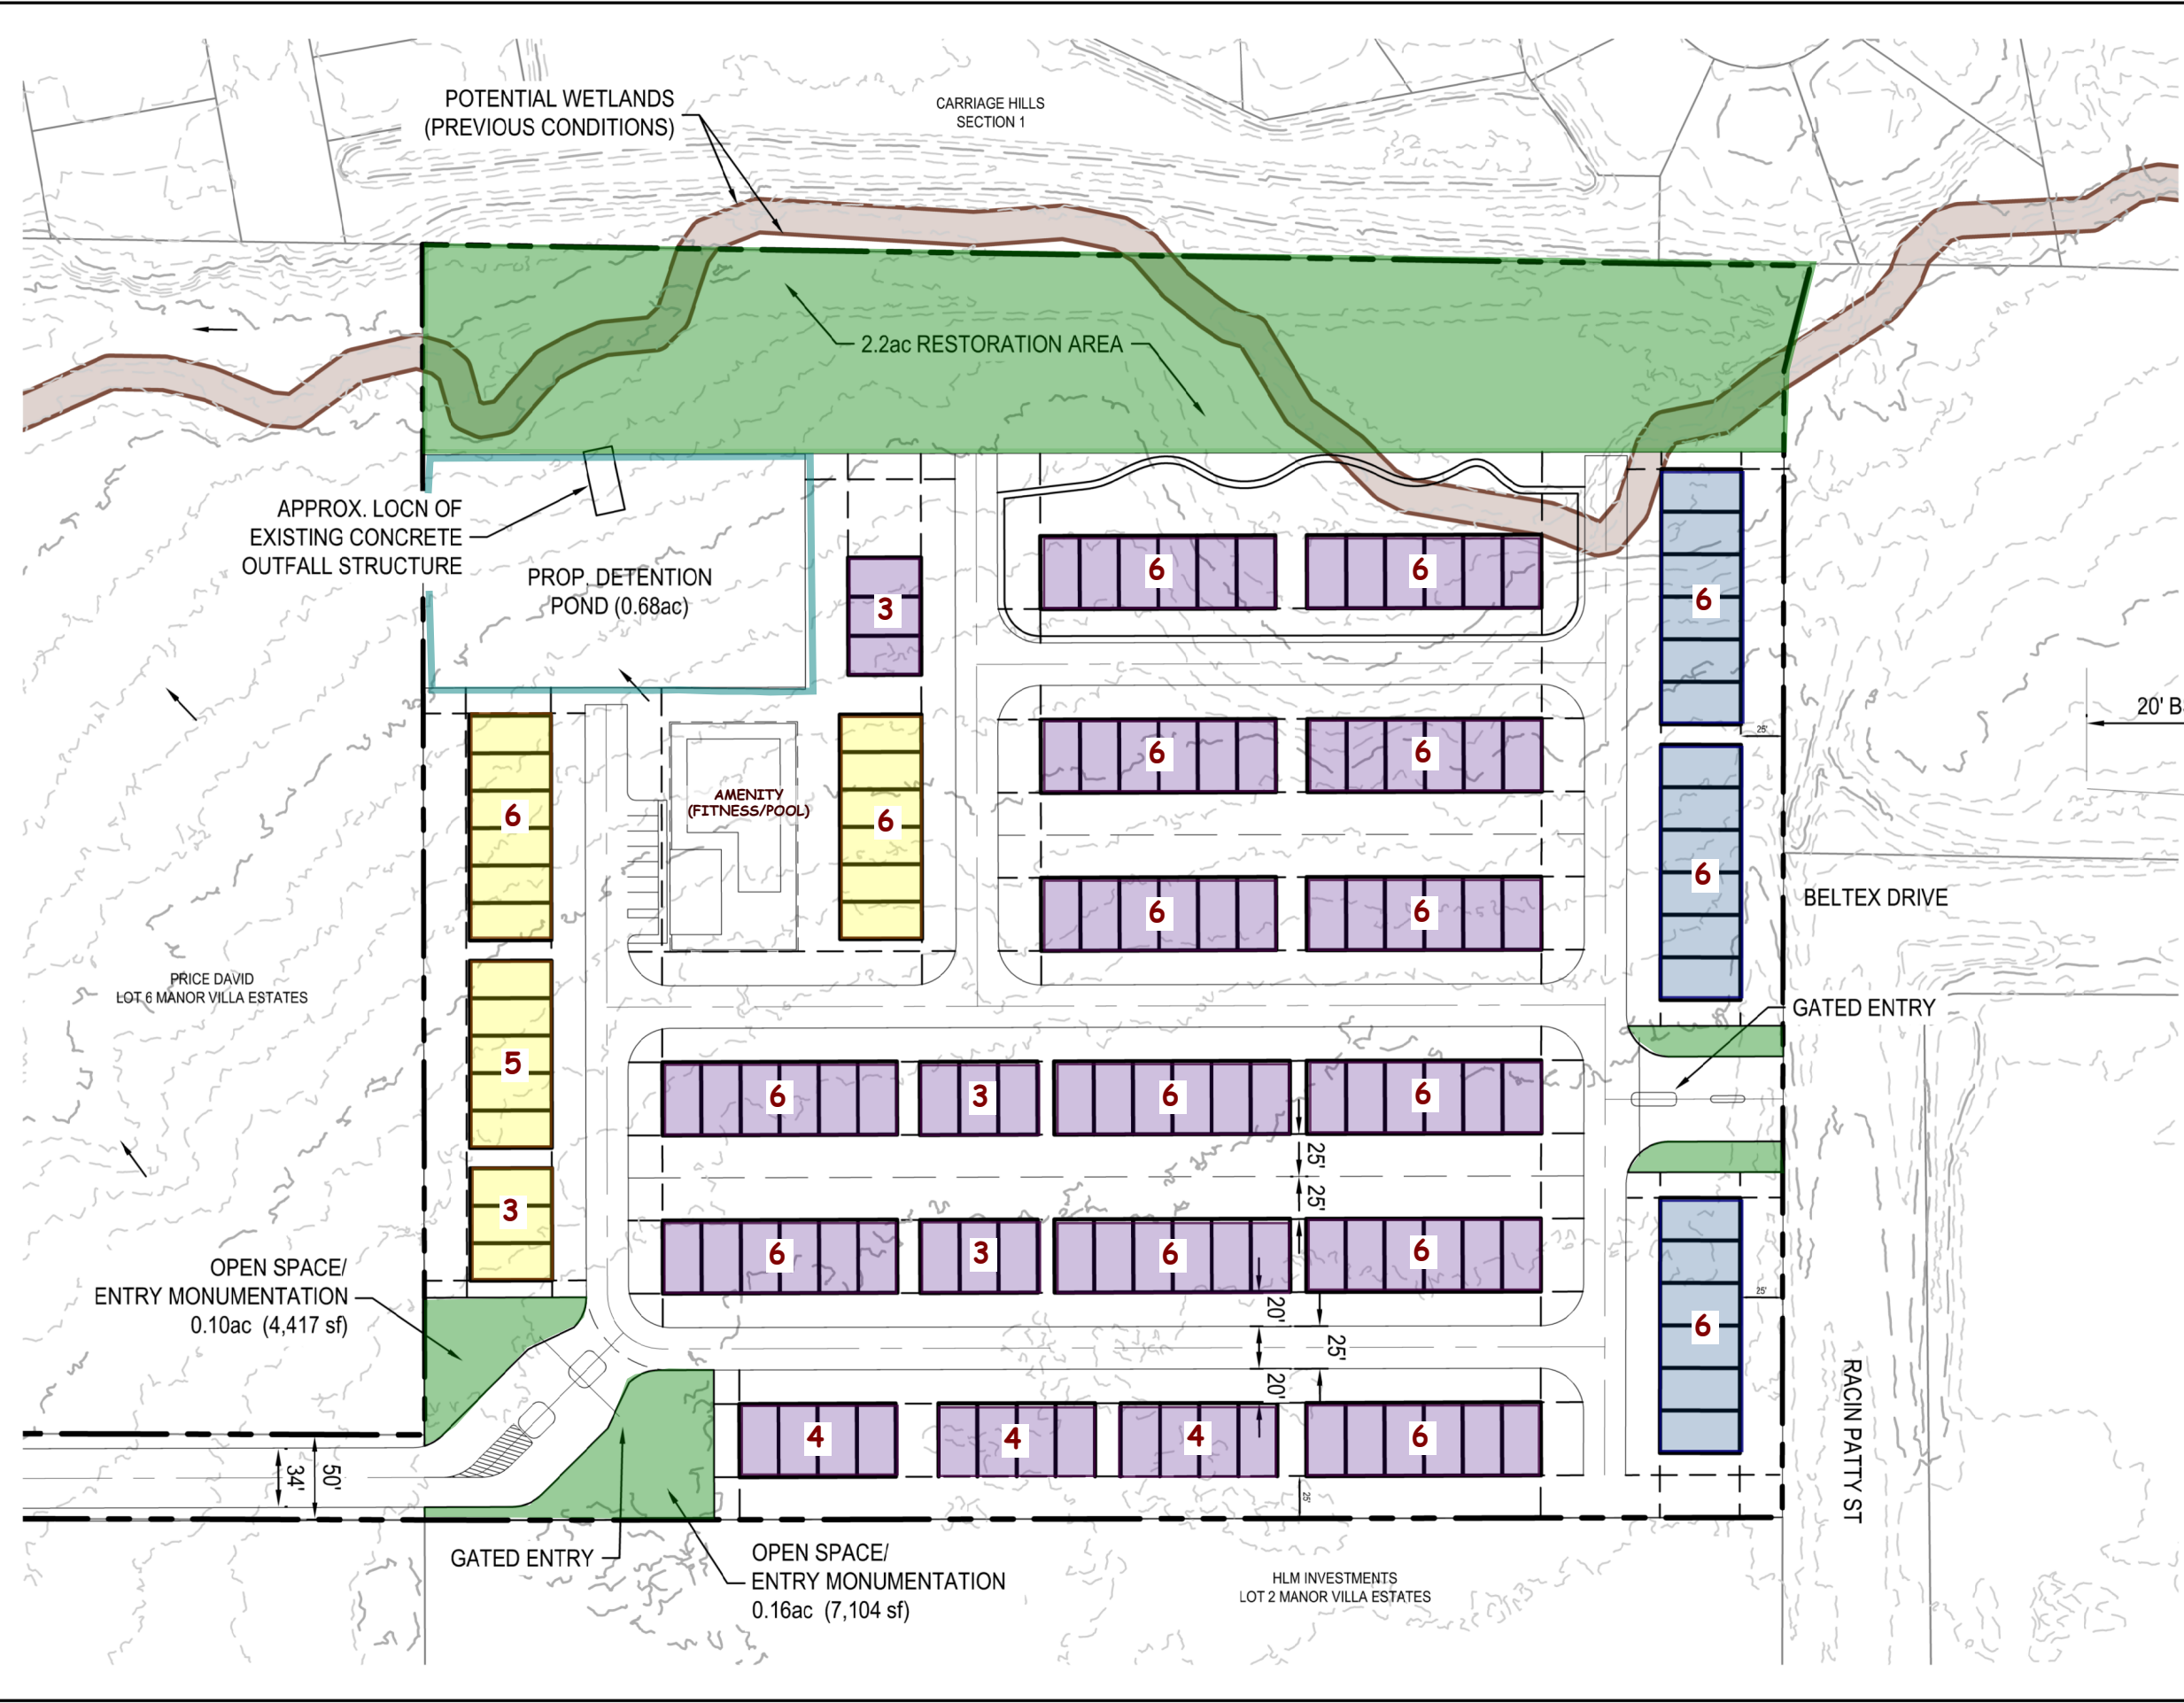 POTENTIAL WETLANDS
(PREVIOUS CONDITIONS)
CARRIAGE HILLS
SECTION 1
2.2ac RESTORATION AREA
APPROX. LOCN OF
EXISTING CONCRETE
OUTFALL STRUCTURE
PROP. DETENTION
POND (0.68ac)
3
6
6
6
20' B
25'
6
6
6
AMENITY
(FITNESS/POOL)
6
6
6
6
6
BELTEX DRIVE
PRICE DAVID
LOT 6 MANOR VILLA ESTATES
GATED ENTRY
5
6
3
6
6
25'
25'
3
6
3
6
6
OPEN SPACE/
ENTRY MONUMENTATION
0.10ac (4,417 sf)
25'
6
20'
25'
20'
RACIN PATTY ST
4
4
4
6
34'
50'
25'
GATED ENTRY
OPEN SPACE/
ENTRY MONUMENTATION
0.16ac (7,104 sf)
HLM INVESTMENTS
LOT 2 MANOR VILLA ESTATES